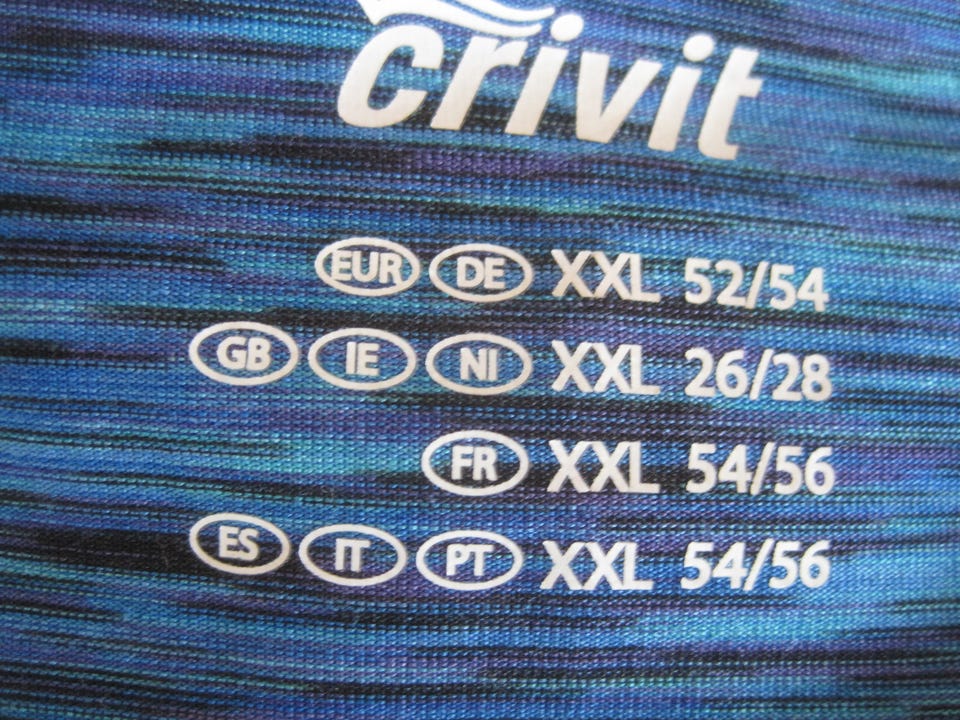 crivit
EUR DE XXL 52/54
GB IE NI XXL 26/28
FR XXL 54/56
ES IT PT XXL 54/56